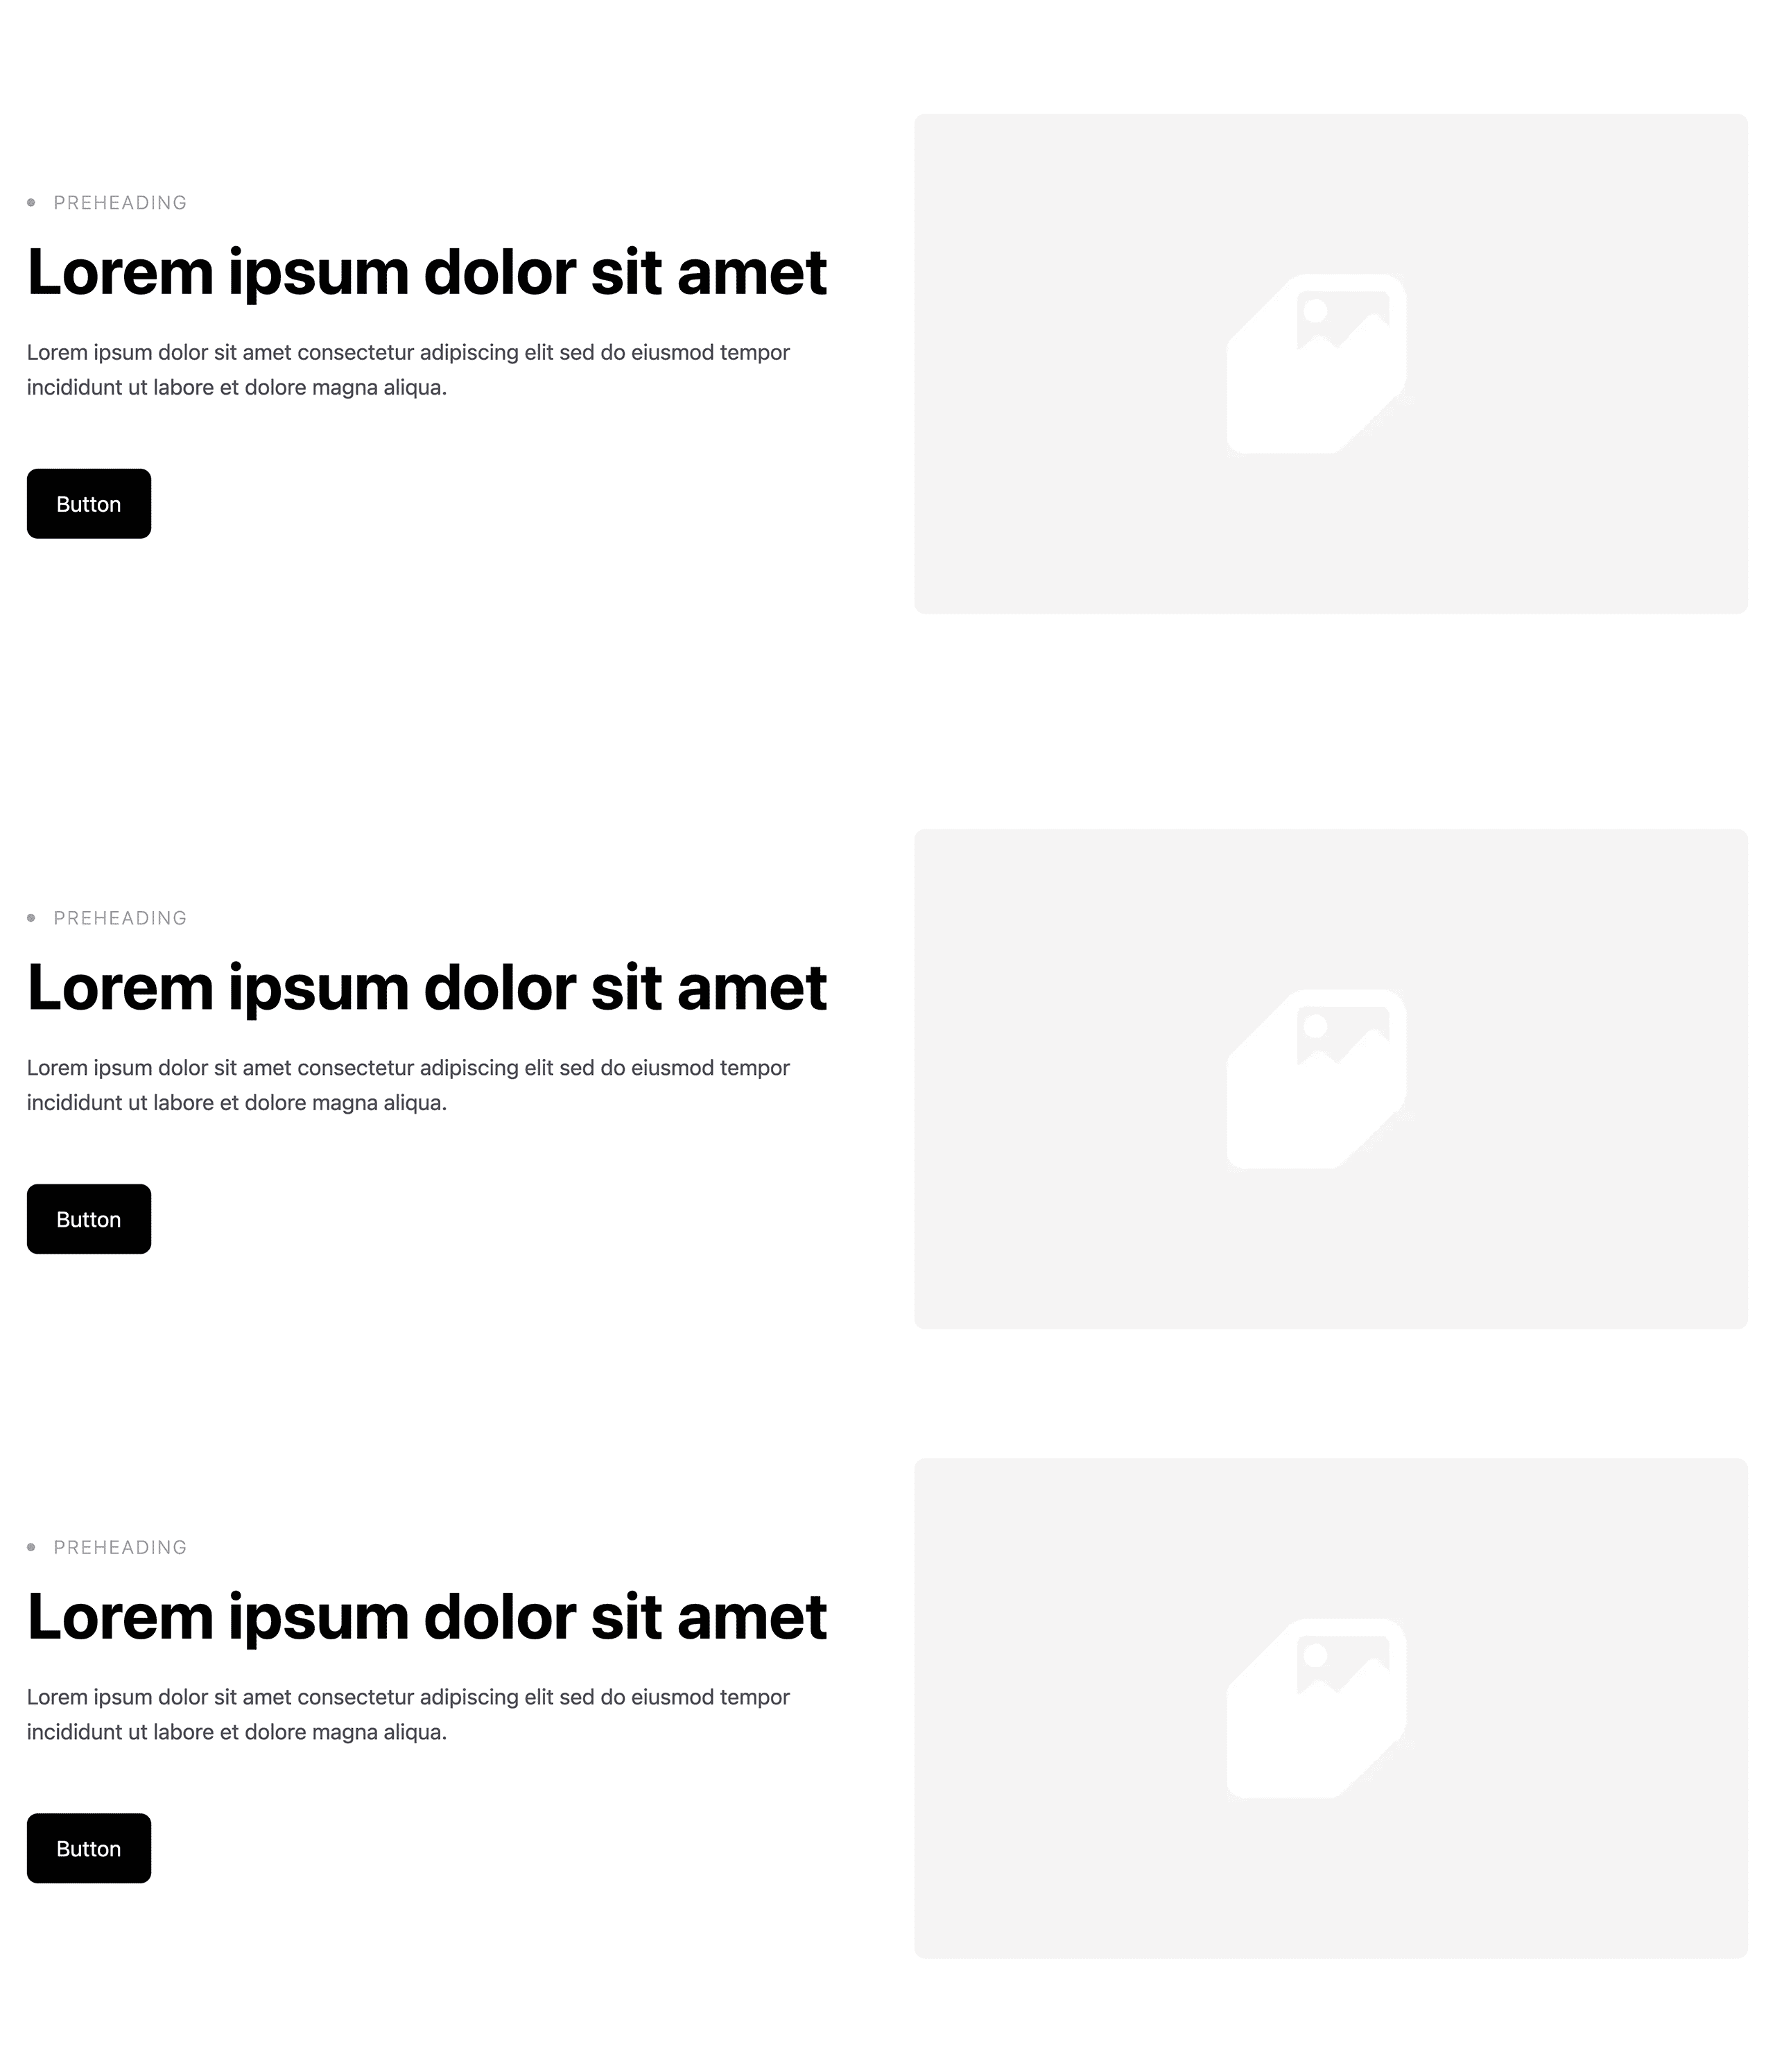 PREHEADING
Lorem ipsum dolor sit amet
Lorem ipsum dolor sit amet consectetur adipiscing elit sed do eiusmod tempor
incididunt ut labore et dolore magna aliqua.
Button
PREHEADING
Lorem ipsum dolor sit amet
Lorem ipsum dolor sit amet consectetur adipiscing elit sed do eiusmod tempor
incididunt ut labore et dolore magna aliqua.
Button
PREHEADING
Lorem ipsum dolor sit amet
Lorem ipsum dolor sit amet consectetur adipiscing elit sed do eiusmod tempor
incididunt ut labore et dolore magna aliqua.
Button